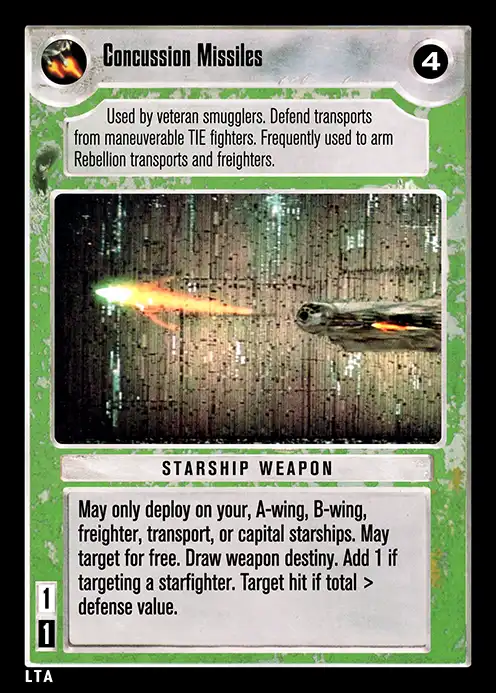 Concussion Missiles
4
Used by veteran smugglers. Defend transports
from maneuverable TIE fighters. Frequently used to arm
Rebellion transports and freighters.
STARSHIP WEAPON
May only deploy on your, A-wing, B-wing,
freighter, transport, or capital starships. May
target for free. Draw weapon destiny. Add 1 if
targeting a starfighter. Target hit if total >
defense value.
1
1
LTA